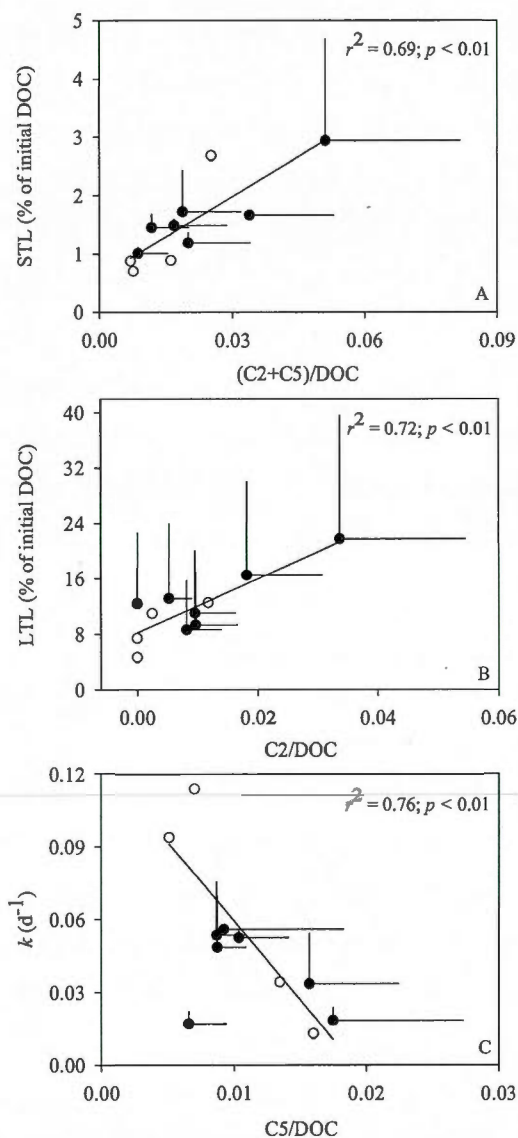 r² = 0.69; p < 0.01
5
4
3
2
1
0
STL (% of initial DOC)
A
0.00 0.03 0.06 0.09
(C2+C5)/DOC
r² = 0.72; p < 0.01
40
32
24
16
8
0
LTL (% of initial DOC)
B
0.00 0.02 0.04 0.06
C2/DOC
r² = 0.76; p < 0.01
0.12
0.09
0.06
0.03
0.00
k (d⁻¹)
C
0.00 0.01 0.02 0.03
C5/DOC